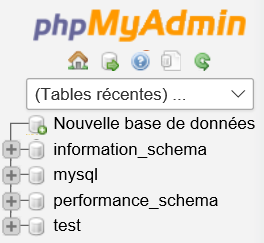 phpMyAdmin
(Tables récentes) ...
Nouvelle base de données
information_schema
mysql
performance_schema
test